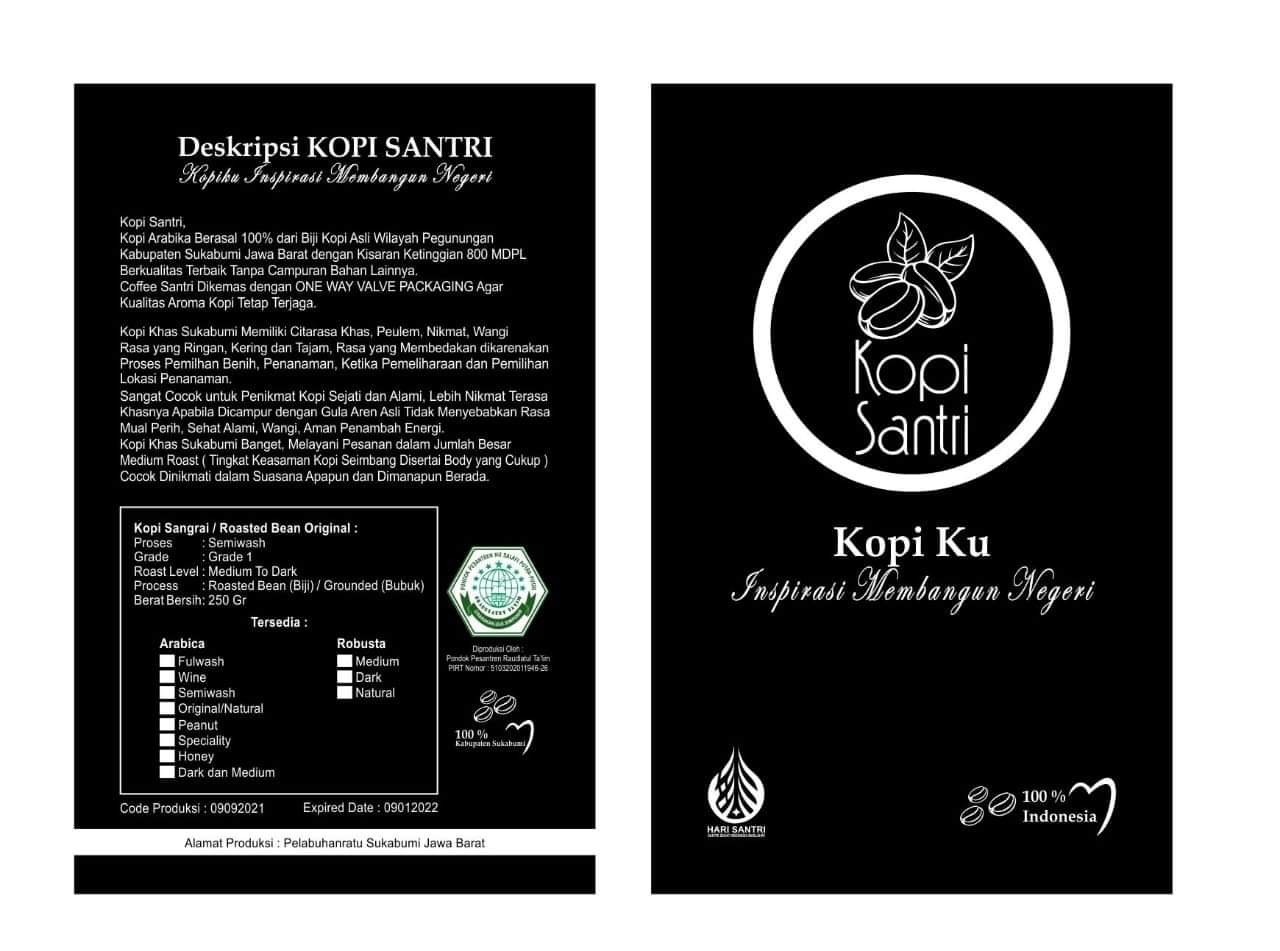 Deskripsi KOPI SANTRI
Kopiku Inspirasi Membangun Negeri
Kopi Santri,
Kopi Arabika Berasal 100% dari Biji Kopi Asli Wilayah Pegunungan
Kabupaten Sukabumi Jawa Barat dengan Kisaran Ketinggian 800 MDPL
Berkualitas Terbaik Tanpa Campuran Bahan Lainnya.
Coffee Santri Dikemas dengan ONE WAY VALVE PACKAGING Agar
Kualitas Aroma Kopi Tetap Terjaga.
Kopi Khas Sukabumi Memiliki Citarasa Khas, Peulem, Nikmat, Wangi
Rasa yang Ringan, Kering dan Tajam, Rasa yang Membedakan dikarenakan
Proses Pemilhan Benih, Penanaman, Ketika Pemeliharaan dan Pemilihan
Lokasi Penanaman.
Sangat Cocok untuk Penikmat Kopi Sejati dan Alami, Lebih Nikmat Terasa
Khasnya Apabila Dicampur dengan Gula Aren Asli Tidak Menyebabkan Rasa
Mual Perih, Sehat Alami, Wangi, Aman Penambah Energi.
Kopi Khas Sukabumi Banget, Melayani Pesanan dalam Jumlah Besar
Medium Roast ( Tingkat Keasaman Kopi Seimbang Disertai Body yang Cukup )
Cocok Dinikmati dalam Suasana Apapun dan Dimanapun Berada.
Kopi Sangrai / Roasted Bean Original :
Proses : Semiwash
Grade : Grade 1
Roast Level : Medium To Dark
Process : Roasted Bean (Biji) / Grounded (Bubuk)
Berat Bersih : 250 Gr
Tersedia :
Arabica
Fulwash
Wine
Semiwash
Original/Natural
Peanut
Speciality
Honey
Dark dan Medium
Robusta
Medium
Dark
Natural
Diproduksi Oleh :
Pondok Pesantren Raudlatul Ta'lim
PIRT Nomor : 5103202011946-26
100 %
Kabupaten Sukabumi
Code Produksi : 09092021 Expired Date : 09012022
Alamat Produksi : Pelabuhanratu Sukabumi Jawa Barat
Kopi
Santri
Kopi Ku
Inspirasi Membangun Negeri
HARI SANTRI
100 %
Indonesia